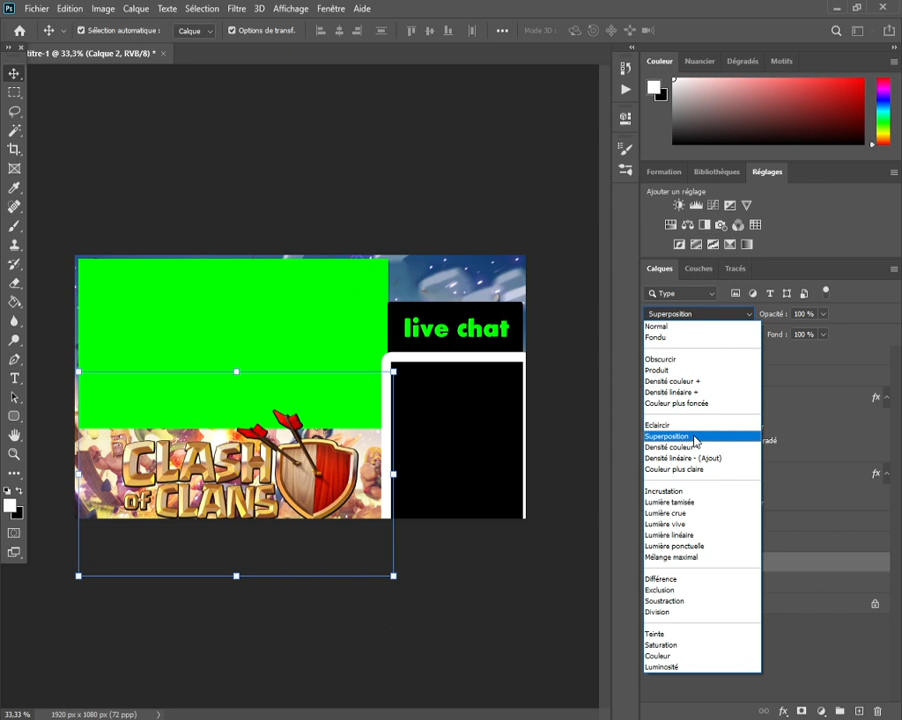 Ps Fichier Edition Image Calque Texte Sélection Filtre 3D Affichage Fenêtre Aide
Sélection automatique : Calque Options de transf. Mode 3D :
titre-1 @ 33,3% (Calque 2, RVB/8) *
Couleur Nuancier Dégradés Motifs
Formation Bibliothèques Réglages
Ajouter un réglage
Calques Couches Tracés
Type
Superposition Opacité : 100 %
Normal
Fondu Fond : 100 %
Obscurcir
Produit
Densité couleur +
Densité linéaire +
Couleur plus foncée
fx
Eclaircir
Superposition
radé
Densité couleur
Densité linéaire - (Ajout)
Couleur plus claire
fx
Incrustation
Lumière tamisée
Lumière crue
Lumière vive
Lumière linéaire
Lumière ponctuelle
Mélange maximal
Différence
Exclusion
Soustraction
Division
Teinte
Saturation
Couleur
Luminosité
live chat
CLASH
OF CLANS
33,33 % 1920 px x 1080 px (72 ppp)
fx